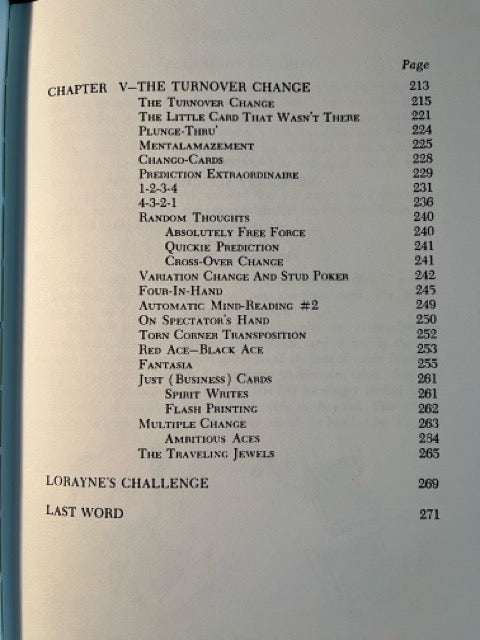 Page
CHAPTER V—THE TURNOVER CHANGE 213
THE TURNOVER CHANGE 215
THE LITTLE CARD THAT WASN'T THERE 221
PLUNGE-THRU' 224
MENTALAMAZEMENT 225
CHANGO-CARDS 228
PREDICTION EXTRAORDINAIRE 229
1-2-3-4 231
4-3-2-1 236
RANDOM THOUGHTS 240
ABSOLUTELY FREE FORCE 240
QUICKIE PREDICTION 241
CROSS-OVER CHANGE 241
VARIATION CHANGE AND STUD POKER 242
FOUR-IN-HAND 245
AUTOMATIC MIND-READING #2 249
ON SPECTATOR'S HAND 250
TORN CORNER TRANSPOSITION 252
RED ACE—BLACK ACE 253
FANTASIA 255
JUST (BUSINESS) CARDS 261
SPIRIT WRITES 261
FLASH PRINTING 262
MULTIPLE CHANGE 263
AMBITIOUS ACES 234
THE TRAVELING JEWELS 265
LORAYNE'S CHALLENGE 269
LAST WORD 271